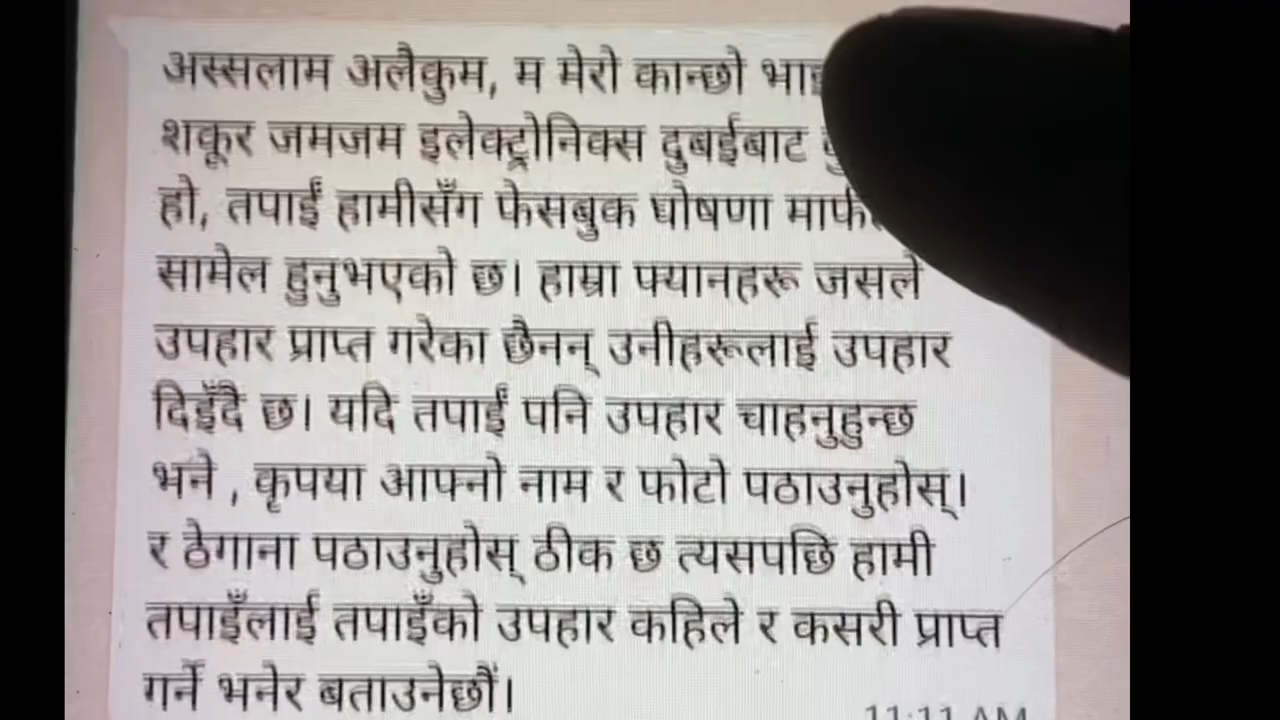 अस्सलाम अलैकुम, म मेरो कान्छो
शकूर जमजम इलेक्ट्रोनिक्स दुबईबाट
हो, तपाईं हामीसँग फेसबुक घोषणा
सामेल हुनुभएको छ। हाम्रा फ्यानहरू जसले
उपहार प्राप्त गरेका छैनन् उनीहरूलाई उपहार
दिइँदै छ। यदि तपाईं पनि उपहार चाहनुहुन्छ
भने , कृपया आफ्नो नाम र फोटो पठाउनुहोस्।
र ठेगाना पठाउनुहोस् ठीक छ त्यसपछि हामी
तपाइँलाई तपाइँको उपहार कहिले र कसरी प्राप्त
गर्ने भनेर बताउनेछौं।
11:11 AM